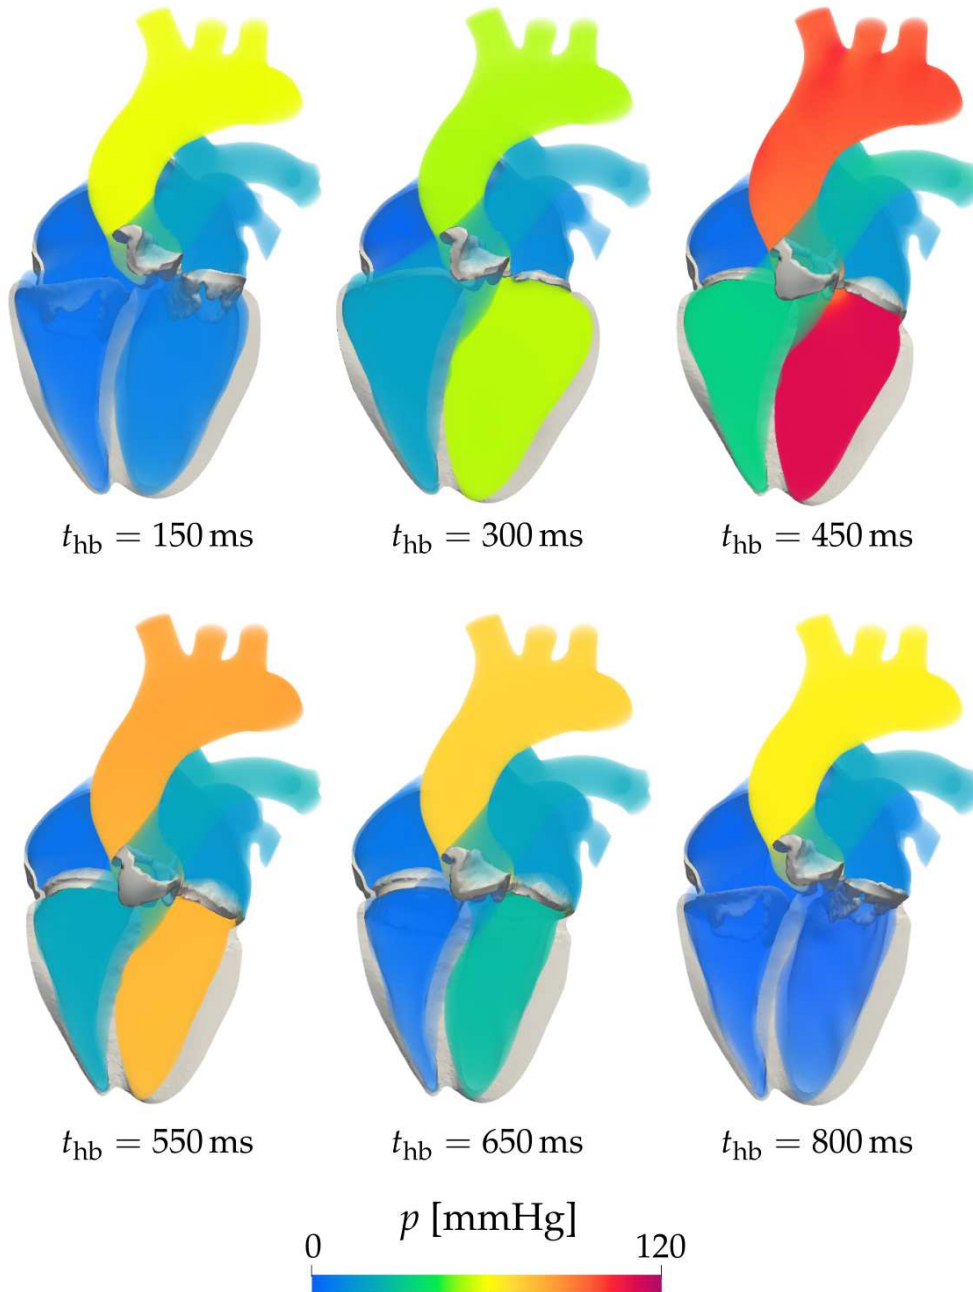 t_hb = 150 ms
t_hb = 300 ms
t_hb = 450 ms
t_hb = 550 ms
t_hb = 650 ms
t_hb = 800 ms
p [mmHg]
0 120